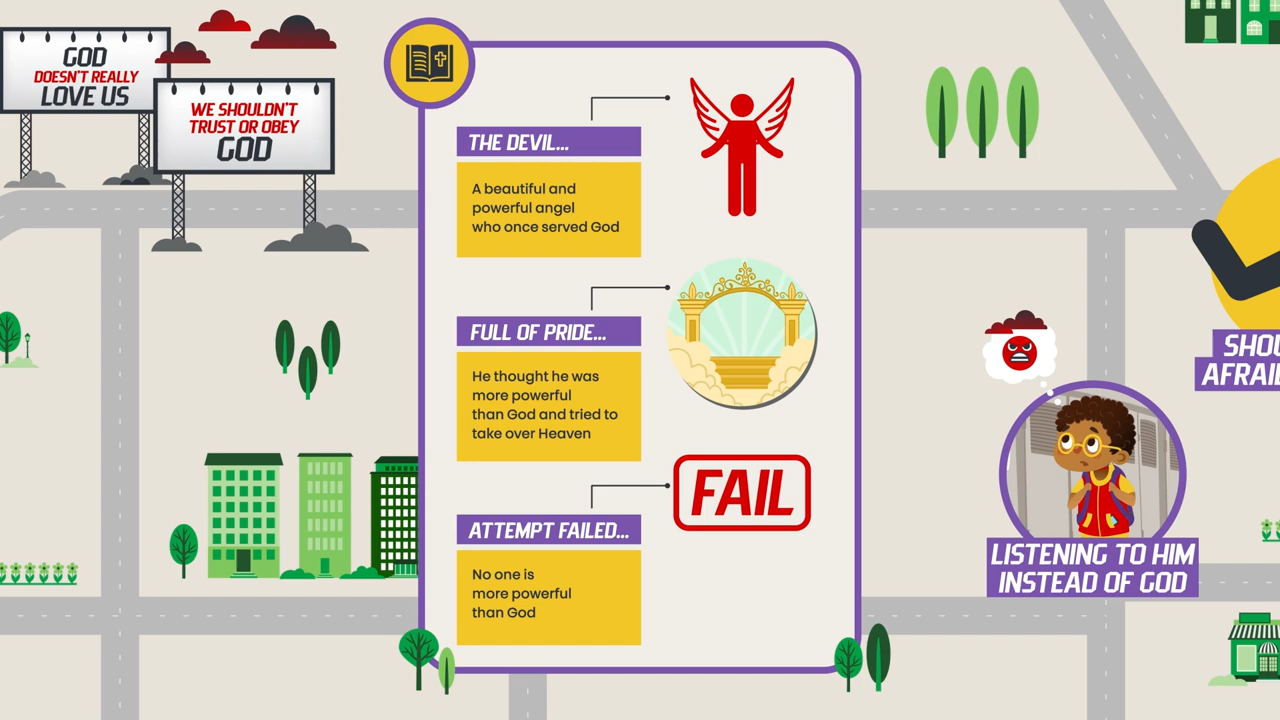 GOD
DOESN'T REALLY
LOVE US
WE SHOULDN'T
TRUST OR OBEY
GOD
THE DEVIL...
A beautiful and
powerful angel
who once served God
FULL OF PRIDE...
He thought he was
more powerful
than God and tried to
take over Heaven
FAIL
ATTEMPT FAILED...
No one is
more powerful
than God
LISTENING TO HIM
INSTEAD OF GOD